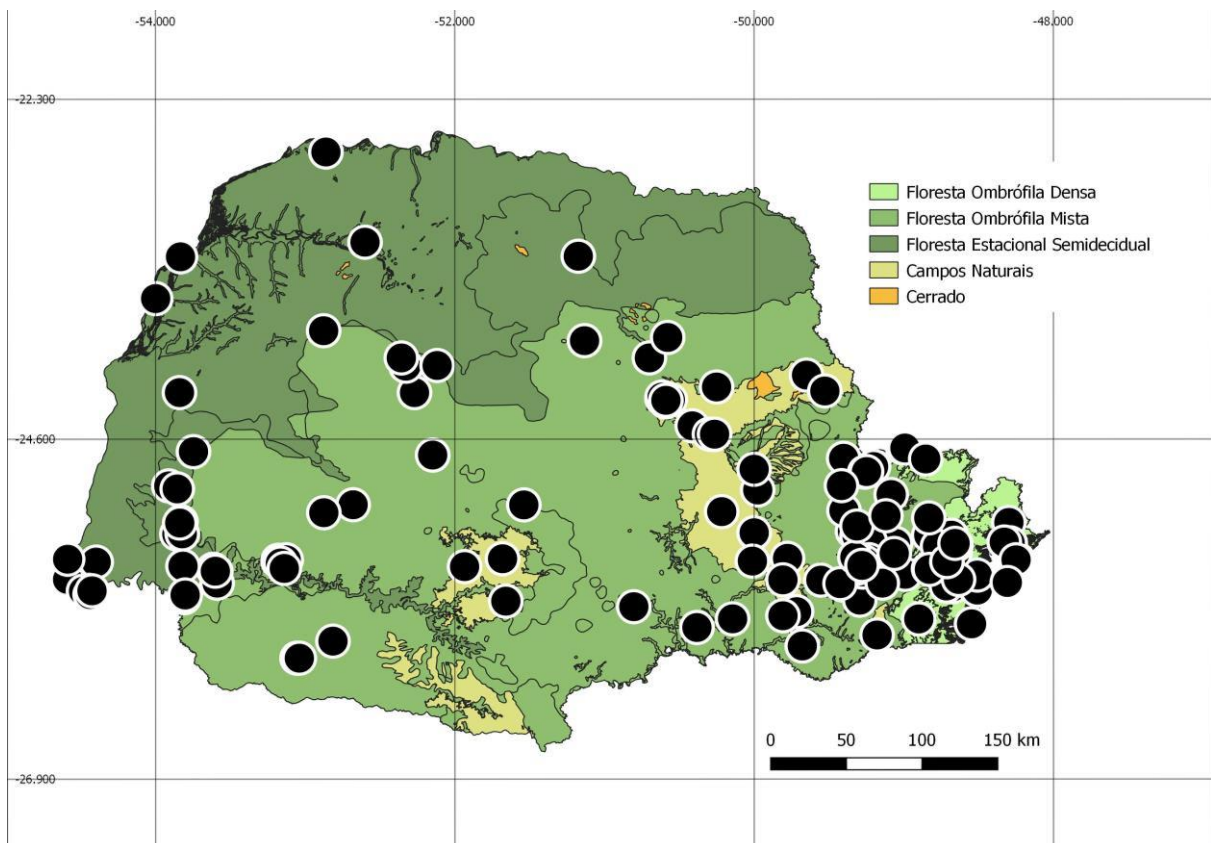 -54.000 -52.000 -50.000 -48.000
-22.300
Floresta Ombrófila Densa
Floresta Ombrófila Mista
Floresta Estacional Semidecidual
Campos Naturais
Cerrado
-24.600
0 50 100 150 km
-26.900